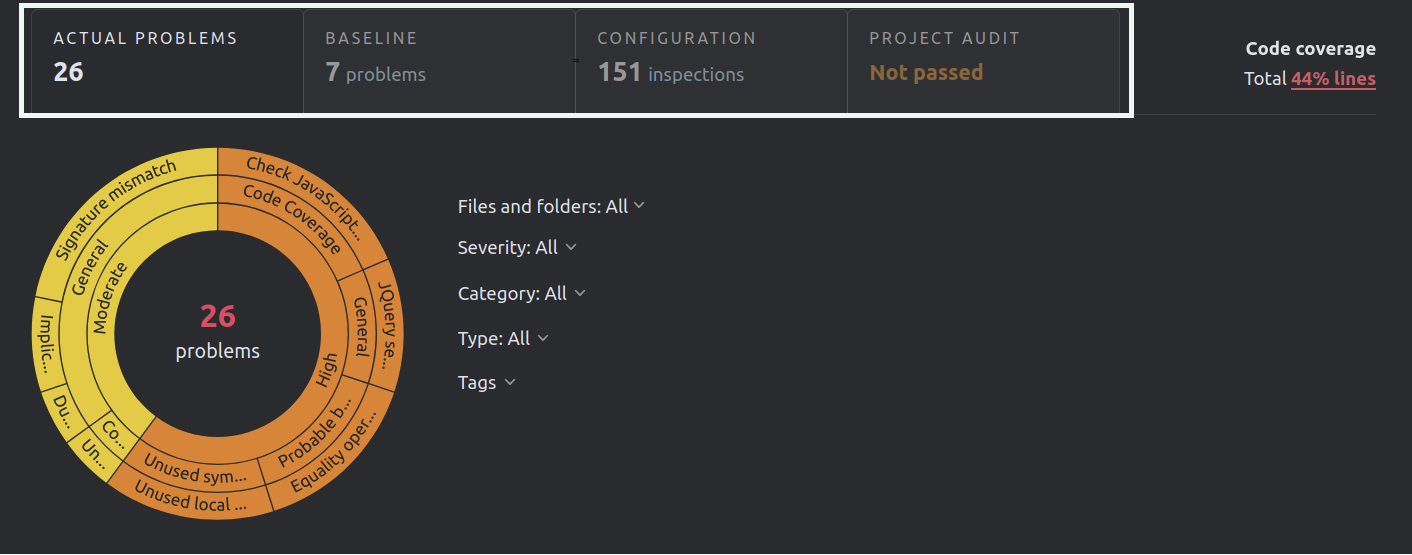 ACTUAL PROBLEMS
26
BASELINE
7 problems
CONFIGURATION
151 inspections
PROJECT AUDIT
Not passed
Code coverage
Total 44% lines
Signature mismatch
General
Moderate
Implic...
Du...
Un...
Co...
Check JavaScript...
Code Coverage
JQuery se...
General
High
Probable b...
Equality oper...
Unused sym...
Unused local ...
26
problems
Files and folders: All
Severity: All
Category: All
Type: All
Tags